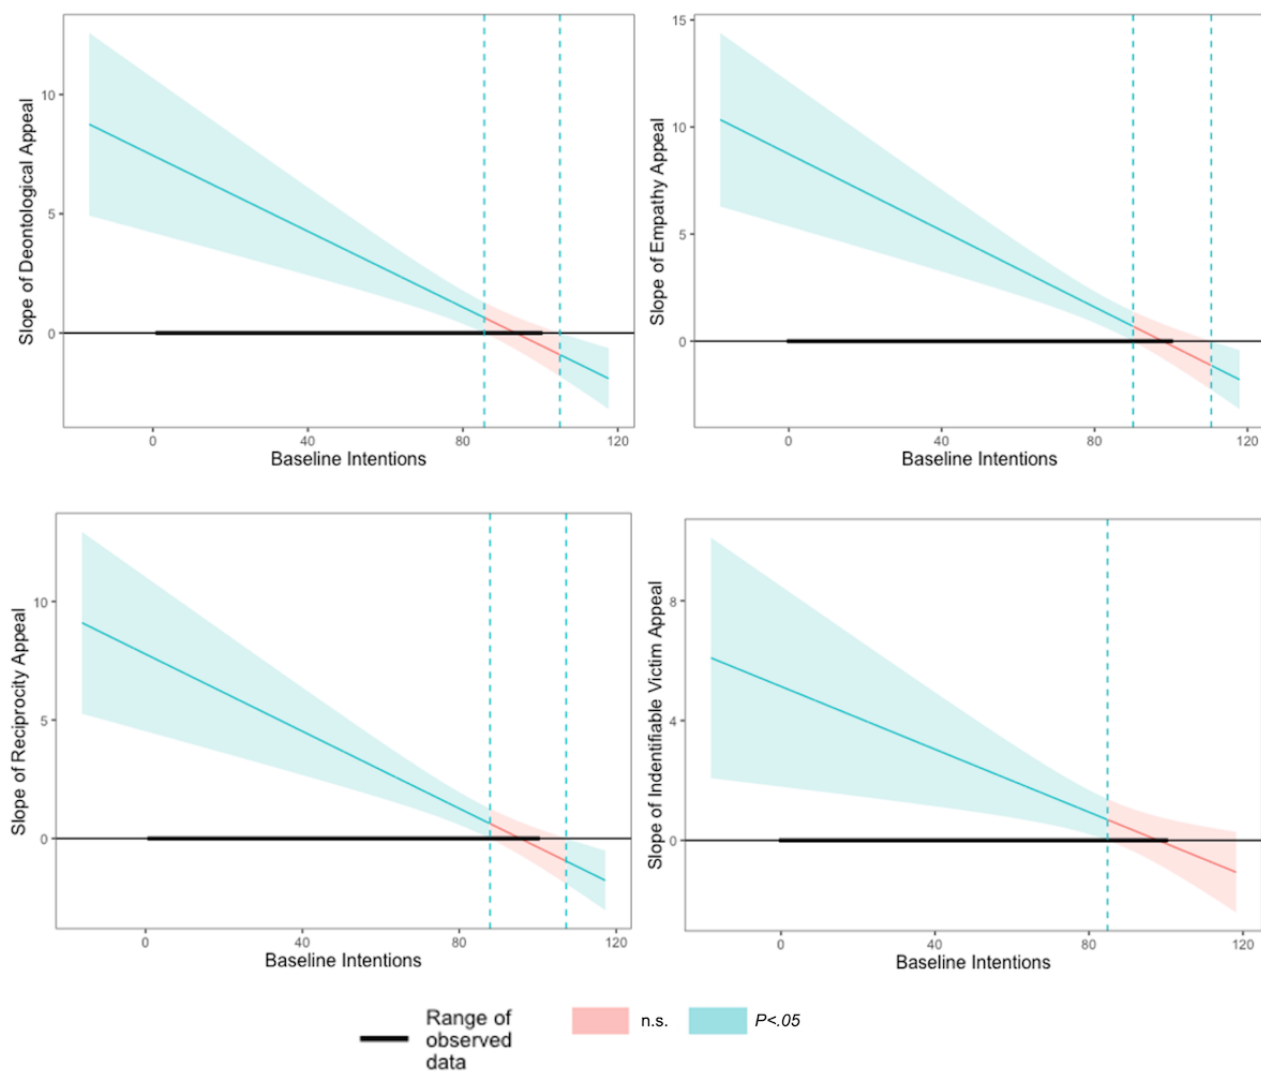 Slope of Deontological Appeal
10
5
0
0 40 80 120
Baseline Intentions
Slope of Empathy Appeal
15
10
5
0
0 40 80 120
Baseline Intentions
Slope of Reciprocity Appeal
10
5
0
0 40 80 120
Baseline Intentions
Slope of Indentifiable Victim Appeal
8
4
0
0 40 80 120
Baseline Intentions
Range of
observed
data
n.s.
P<.05